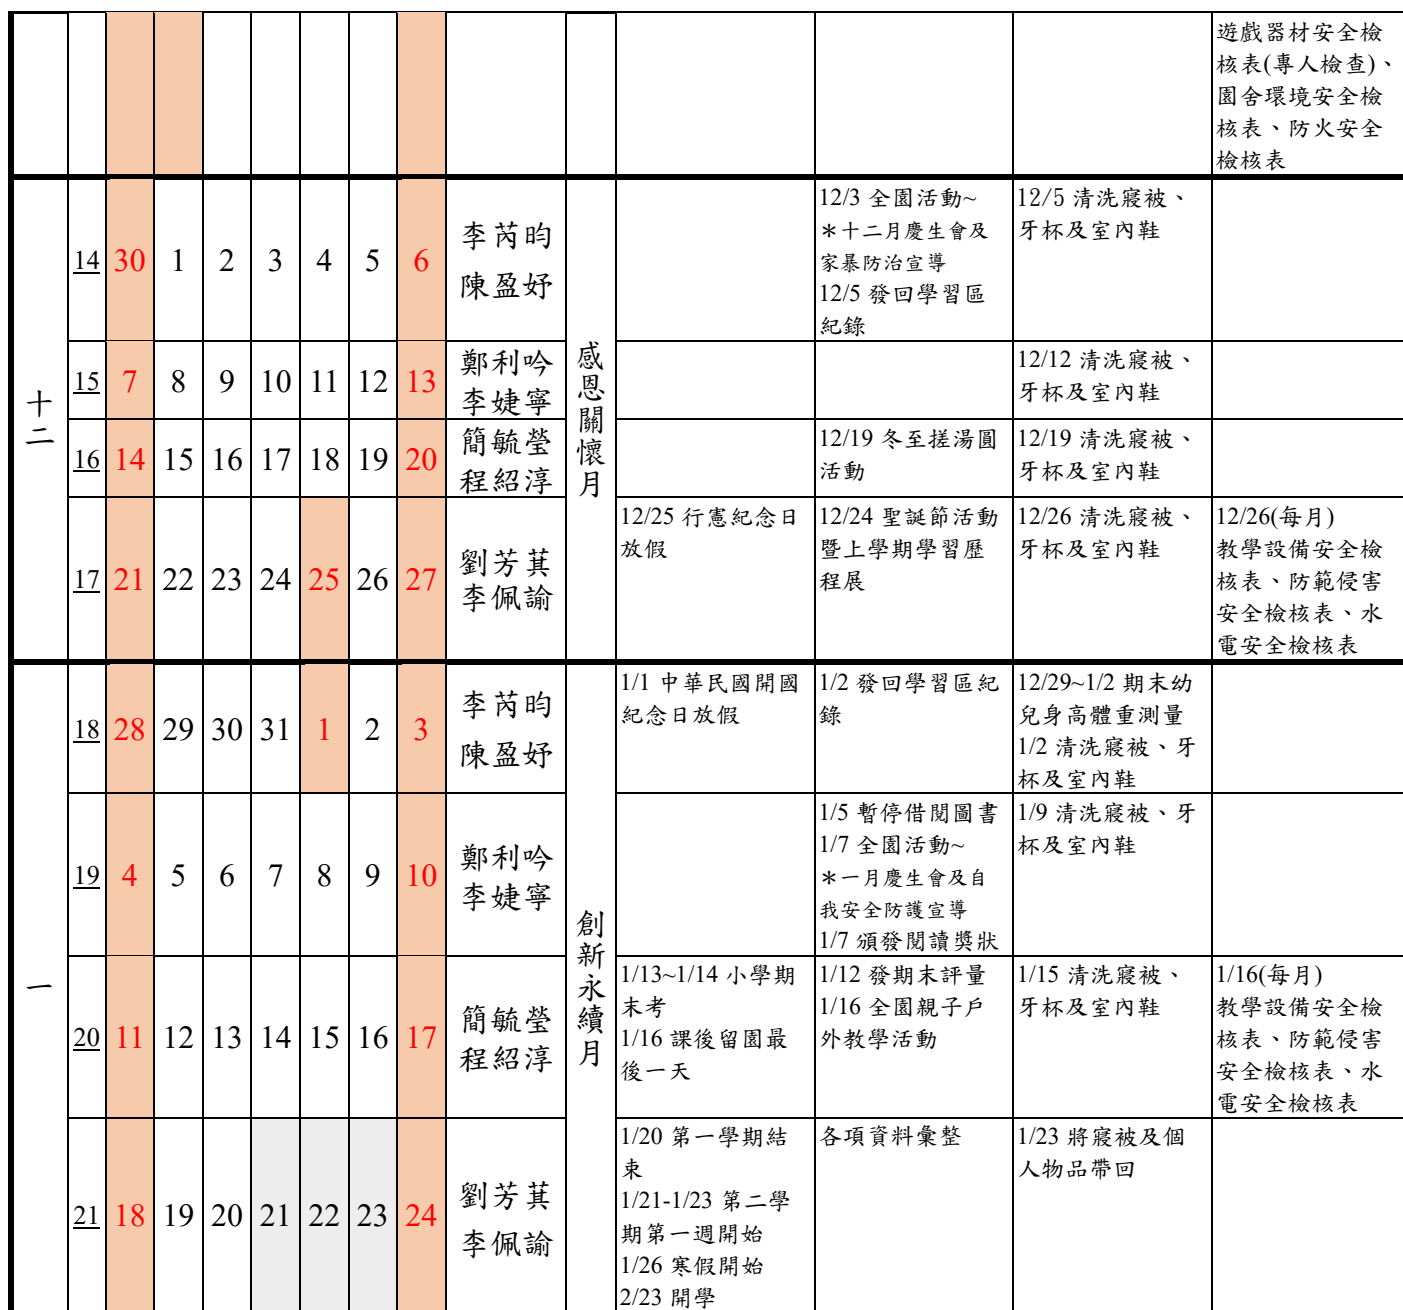 遊戲器材安全檢
核表(專人檢查)、
園舍環境安全檢
核表、防火安全
檢核表
十二
感恩關懷月
14 30 1 2 3 4 5 6
李芮昀
陳盈妤
12/3 全園活動~
＊十二月慶生會及
家暴防治宣導
12/5 發回學習區
紀錄
12/5 清洗寢被、
牙杯及室內鞋
15 7 8 9 10 11 12 13
鄭利吟
李婕寧
12/12 清洗寢被、
牙杯及室內鞋
16 14 15 16 17 18 19 20
簡毓瑩
程紹淳
12/19 冬至搓湯圓
活動
12/19 清洗寢被、
牙杯及室內鞋
17 21 22 23 24 25 26 27
劉芳萁
李佩諭
12/25 行憲紀念日
放假
12/24 聖誕節活動
暨上學期學習歷
程展
12/26 清洗寢被、
牙杯及室內鞋
12/26(每月)
教學設備安全檢
核表、防範侵害
安全檢核表、水
電安全檢核表
一
創新永續月
18 28 29 30 31 1 2 3
李芮昀
陳盈妤
1/1 中華民國開國
紀念日放假
1/2 發回學習區紀
錄
12/29~1/2 期末幼
兒身高體重測量
1/2 清洗寢被、牙
杯及室內鞋
19 4 5 6 7 8 9 10
鄭利吟
李婕寧
1/5 暫停借閱圖書
1/7 全園活動~
＊一月慶生會及自
我安全防護宣導
1/7 頒發閱讀獎狀
1/9 清洗寢被、牙
杯及室內鞋
20 11 12 13 14 15 16 17
簡毓瑩
程紹淳
1/13~1/14 小學期
末考
1/16 課後留園最
後一天
1/12 發期末評量
1/16 全園親子戶
外教學活動
1/15 清洗寢被、
牙杯及室內鞋
1/16(每月)
教學設備安全檢
核表、防範侵害
安全檢核表、水
電安全檢核表
21 18 19 20 21 22 23 24
劉芳萁
李佩諭
1/20 第一學期結
束
1/21-1/23 第二學
期第一週開始
1/26 寒假開始
2/23 開學
各項資料彙整
1/23 將寢被及個
人物品帶回